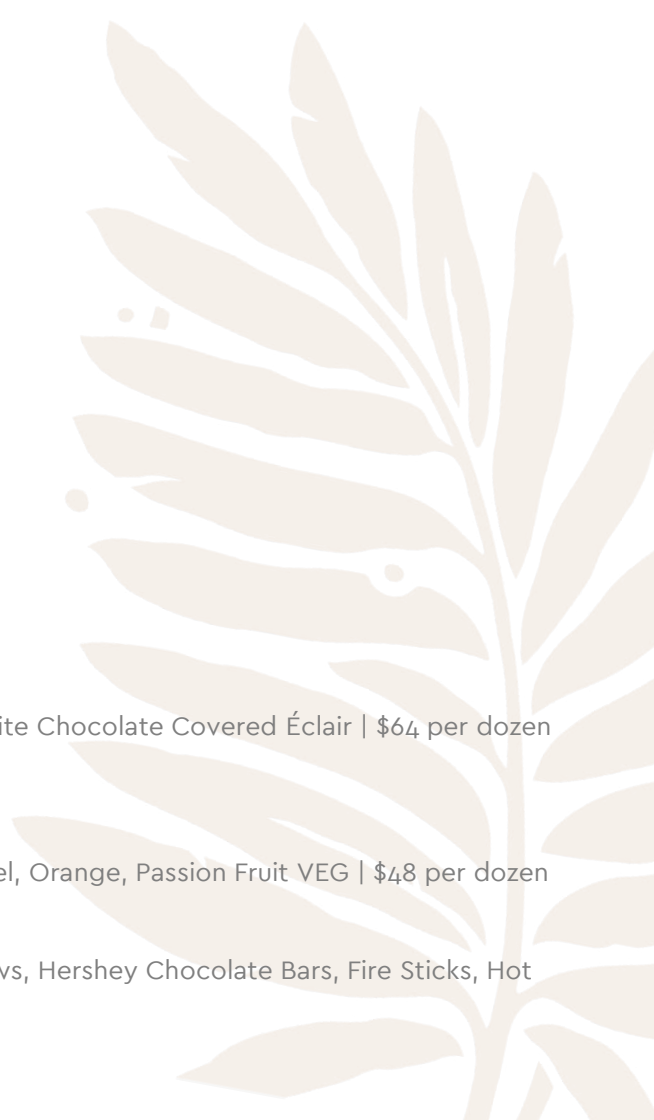 ite Chocolate Covered Éclair | $64 per dozen
el, Orange, Passion Fruit VEG | $48 per dozen
vs, Hershey Chocolate Bars, Fire Sticks, Hot